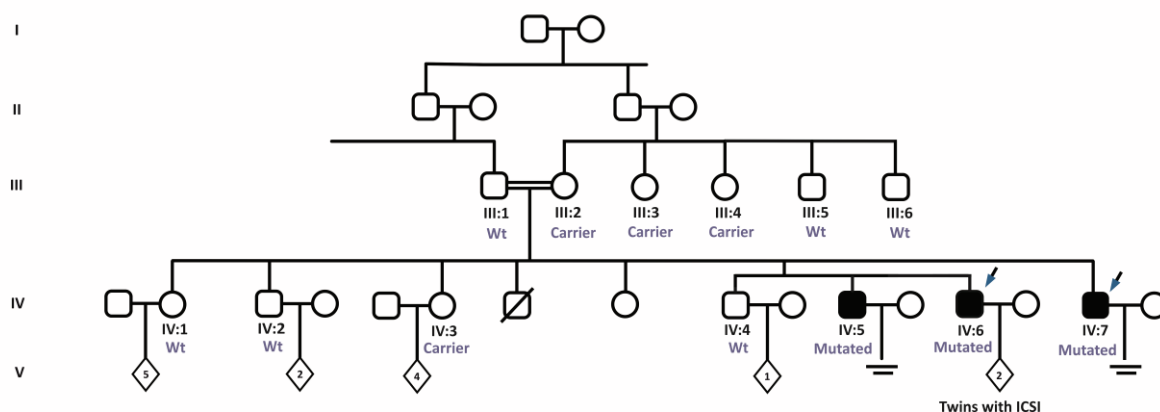 I
II
III
III:1 III:2 III:3 III:4 III:5 III:6
Wt Carrier Carrier Carrier Wt Wt
IV
IV:1 IV:2 IV:3 IV:4 IV:5 IV:6 IV:7
Wt Wt Carrier Wt Mutated Mutated Mutated
V
5 2 4 1 2
Twins with ICSI